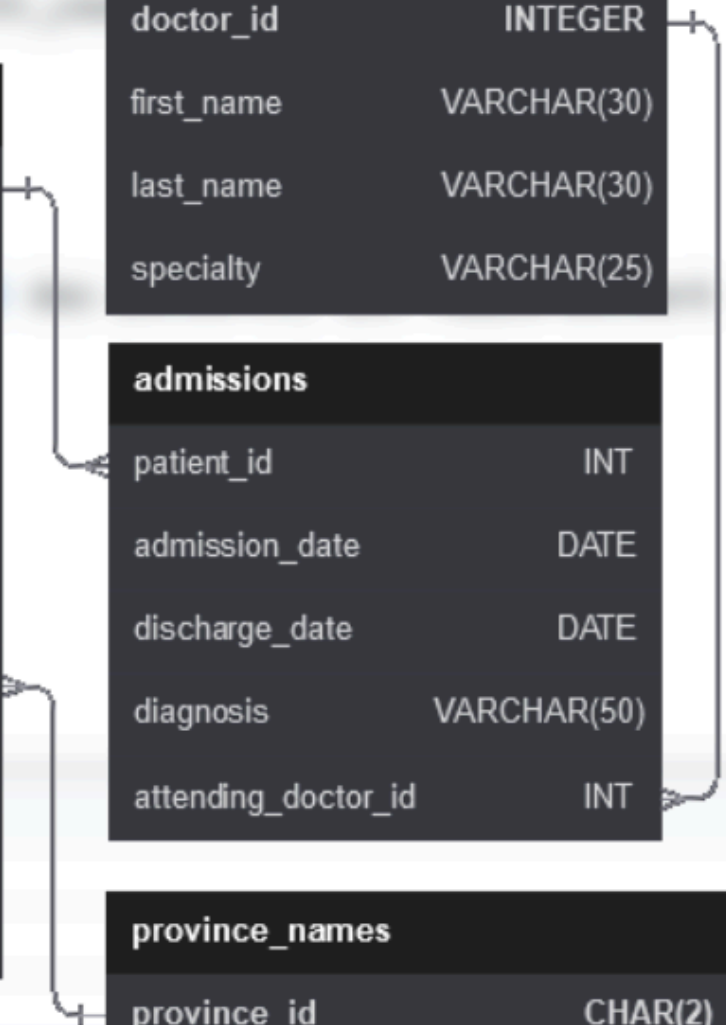 doctor_id INTEGER
first_name VARCHAR(30)
last_name VARCHAR(30)
specialty VARCHAR(25)
admissions
patient_id INT
admission_date DATE
discharge_date DATE
diagnosis VARCHAR(50)
attending_doctor_id INT
province_names
province_id CHAR(2)